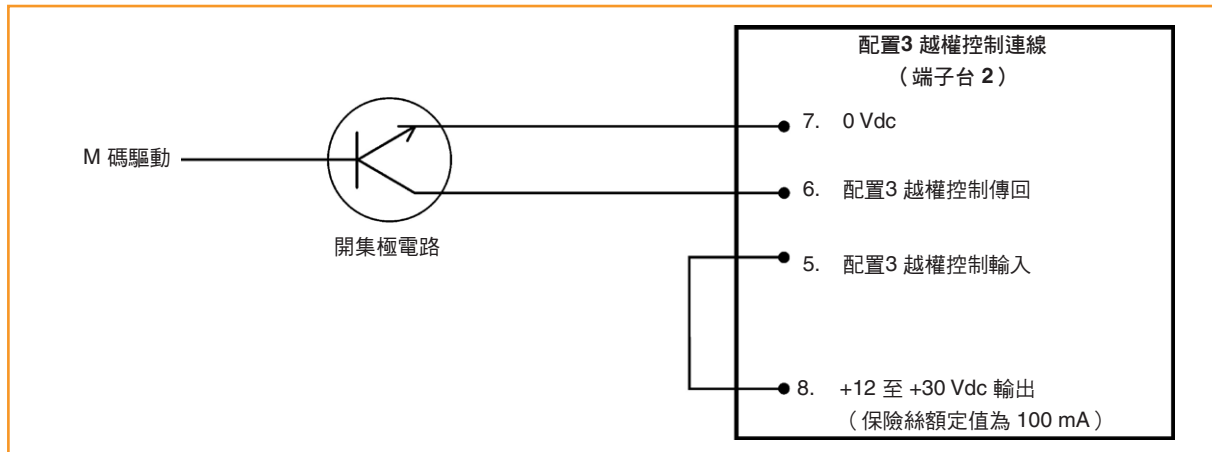 配置3 越權控制連線
（端子台 2）
7. 0 Vdc
M 碼驅動
6. 配置3 越權控制傳回
開集極電路
5. 配置3 越權控制輸入
8. +12 至 +30 Vdc 輸出
（保險絲額定值為 100 mA）